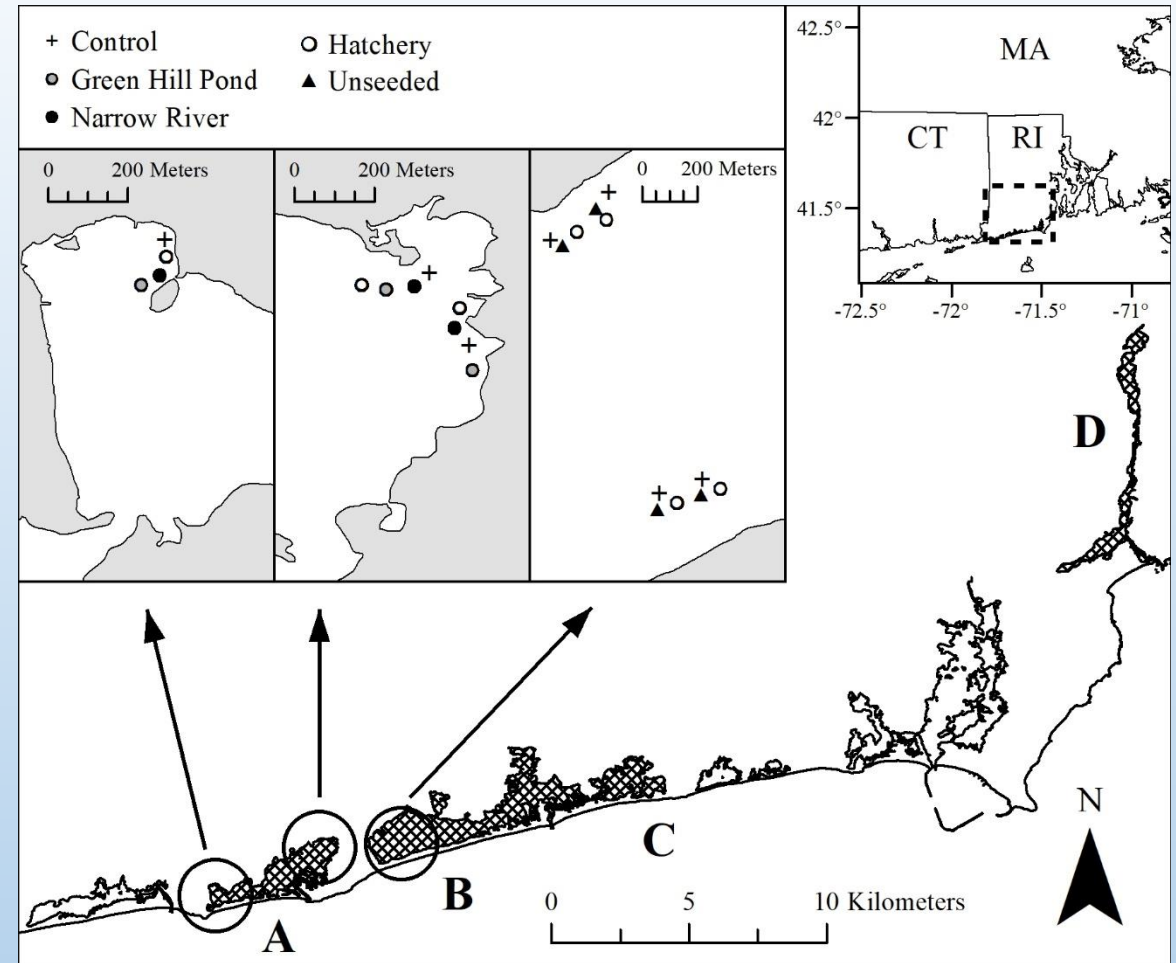 + Control
Green Hill Pond
Narrow River
Hatchery
Unseeded
0 200 Meters
0 200 Meters
200 Meters
0
42.5°
42°
41.5°
-72.5° -72° -71.5° -71°
MA
CT RI
D
C
B
A
N
0 5 10 Kilometers